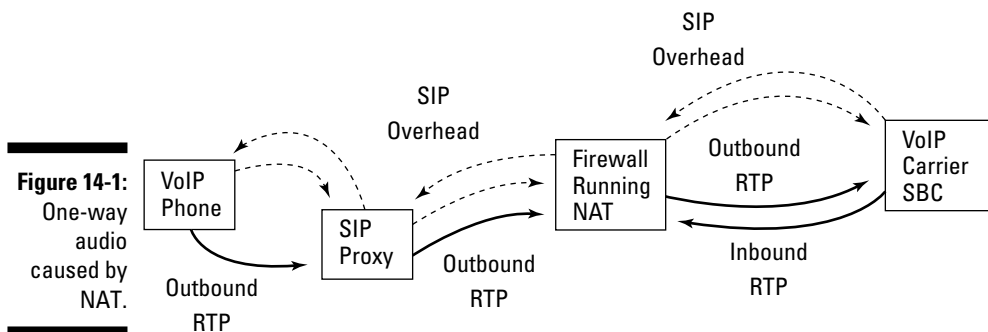 SIP
Overhead
SIP
Overhead
Figure 14-1:
One-way
audio
caused by
NAT.
VoIP
Phone
SIP
Proxy
Firewall
Running
NAT
VoIP
Carrier
SBC
Outbound
RTP
Outbound
RTP
Outbound
RTP
Inbound
RTP